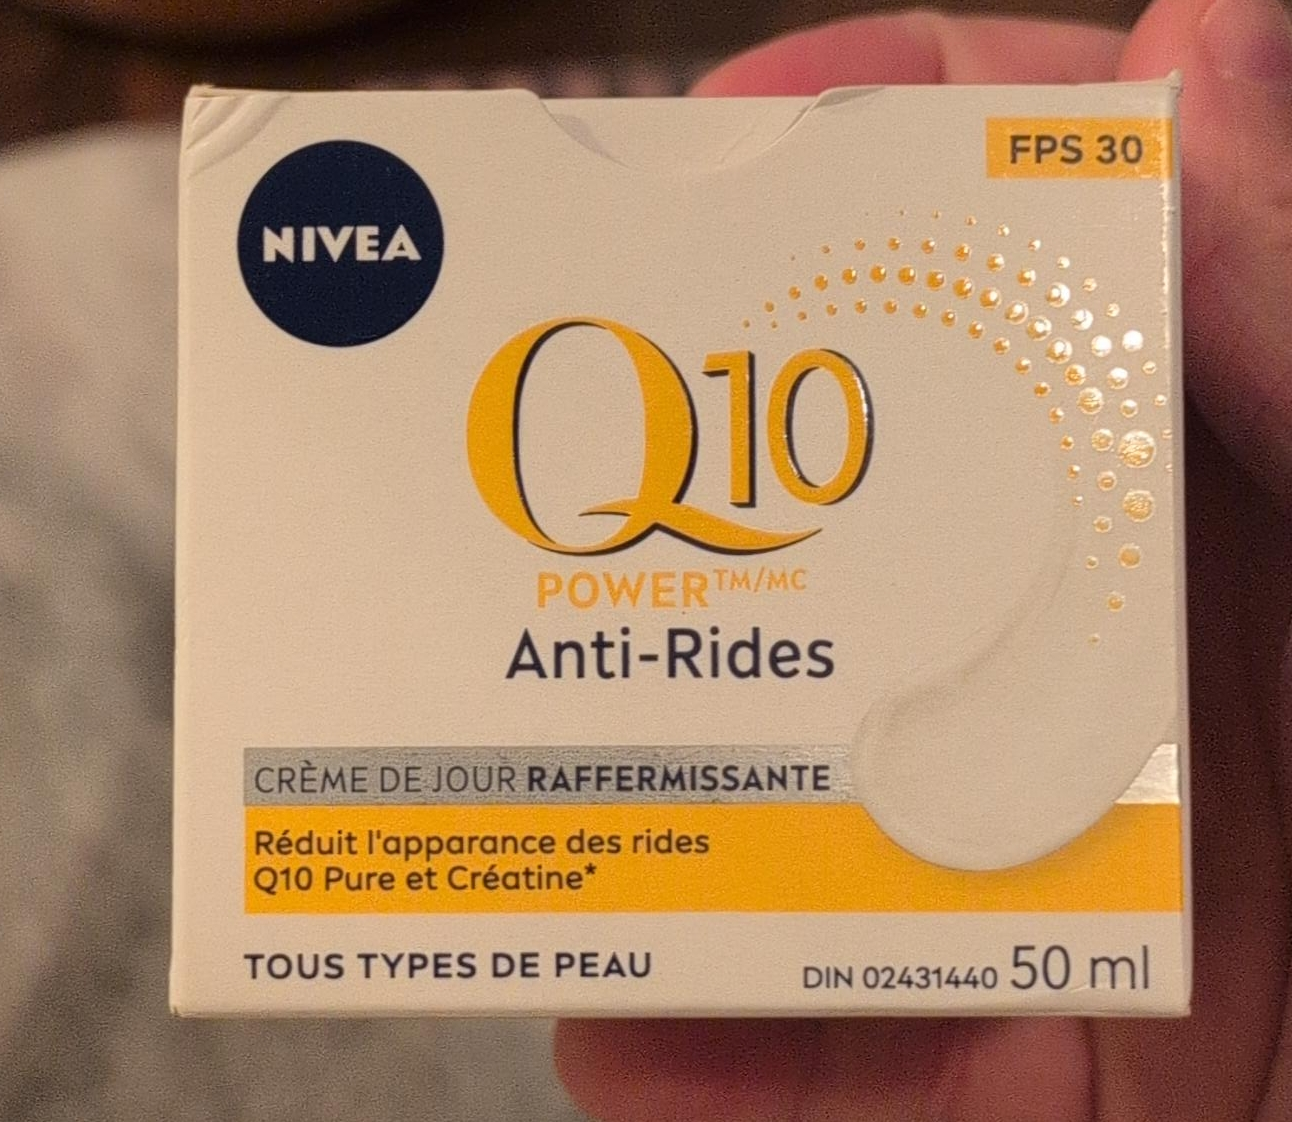 NIVEA
FPS 30
Q10
POWER™/MC
Anti-Rides
CRÈME DE JOUR RAFFERMISSANTE
Réduit l'apparance des rides
Q10 Pure et Créatine*
TOUS TYPES DE PEAU
DIN 02431440 50 ml